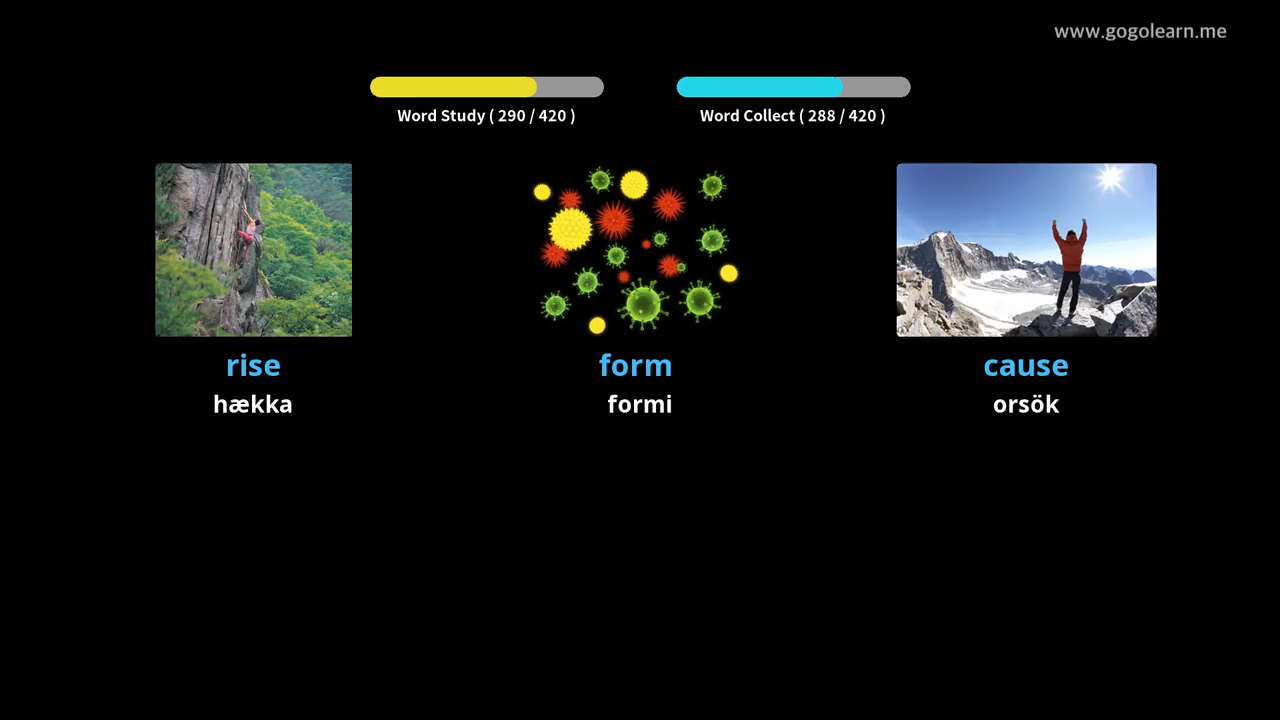 www.gogolearn.me
Word Study ( 290 / 420 )
Word Collect ( 288 / 420 )
rise
hækka
form
formi
cause
orsök